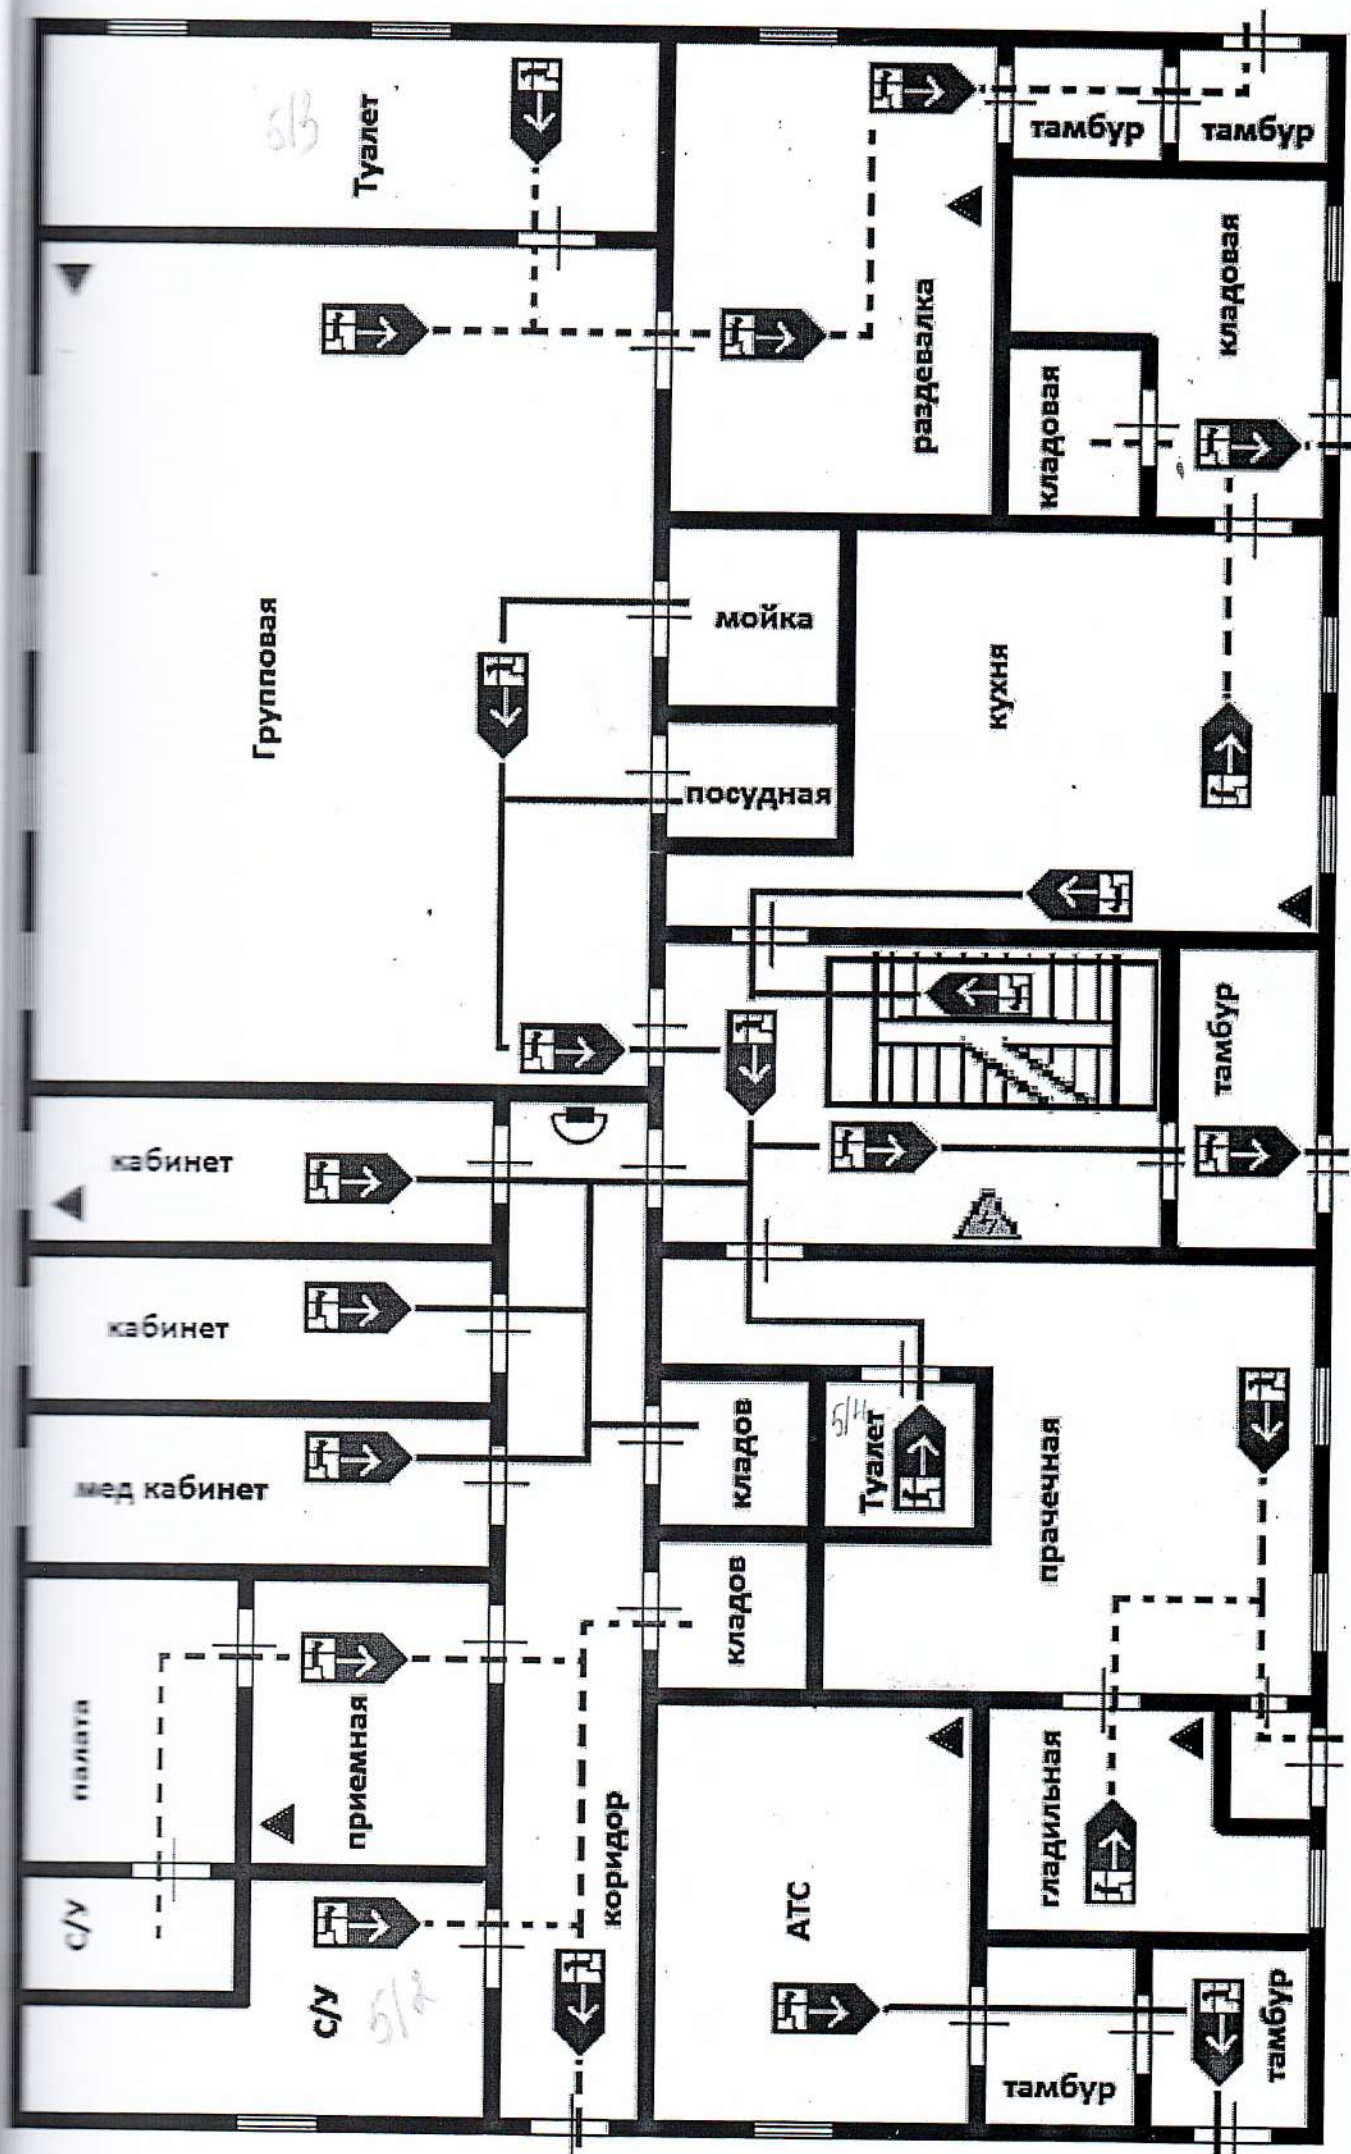 Туалет
5/3
тамбур
тамбур
кладовая
раздевалка
кладовая
Групповая
мойка
кухня
посудная
тамбур
кабинет
кабинет
мед кабинет
кладов
Туалет
5/4
прачечная
кладов
палата
приемная
коридор
гладильная
С/У
С/У
5/2
АТС
тамбур
тамбур